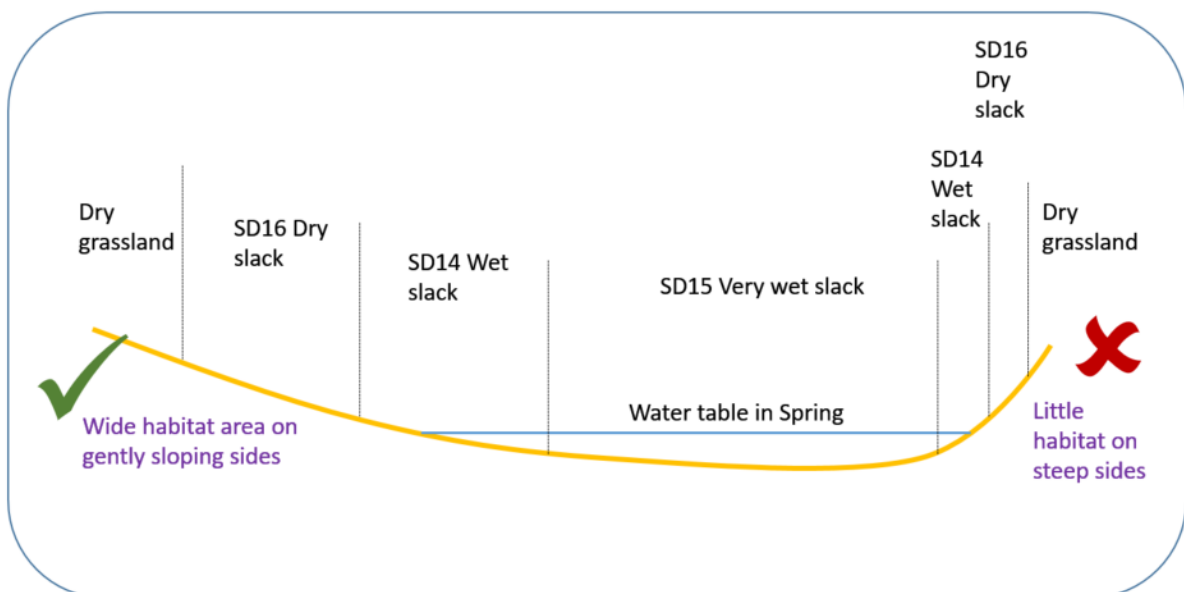 Dry
grassland
SD16 Dry
slack
SD14 Wet
slack
SD15 Very wet slack
SD14
Wet
slack
SD16
Dry
slack
Dry
grassland
Water table in Spring
Wide habitat area on
gently sloping sides
Little
habitat on
steep sides